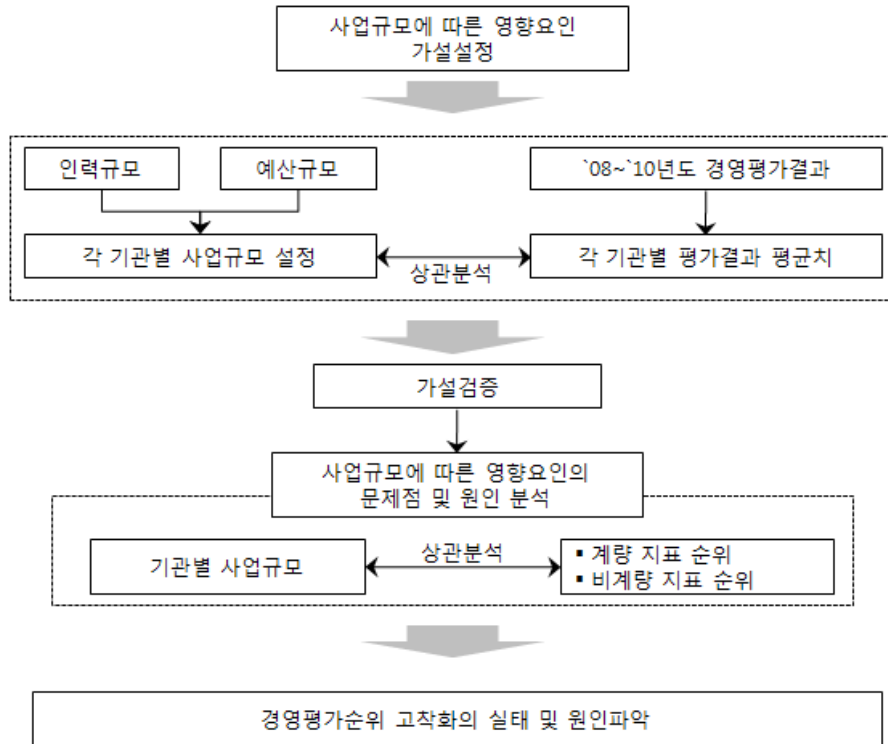 사업규모에 따른 영향요인
가설설정
인력규모
예산규모
`08~`10년도 경영평가결과
각 기관별 사업규모 설정
상관분석
각 기관별 평가결과 평균치
가설검증
사업규모에 따른 영향요인의
문제점 및 원인 분석
기관별 사업규모
상관분석
▪ 계량 지표 순위
▪ 비계량 지표 순위
경영평가순위 고착화의 실태 및 원인파악